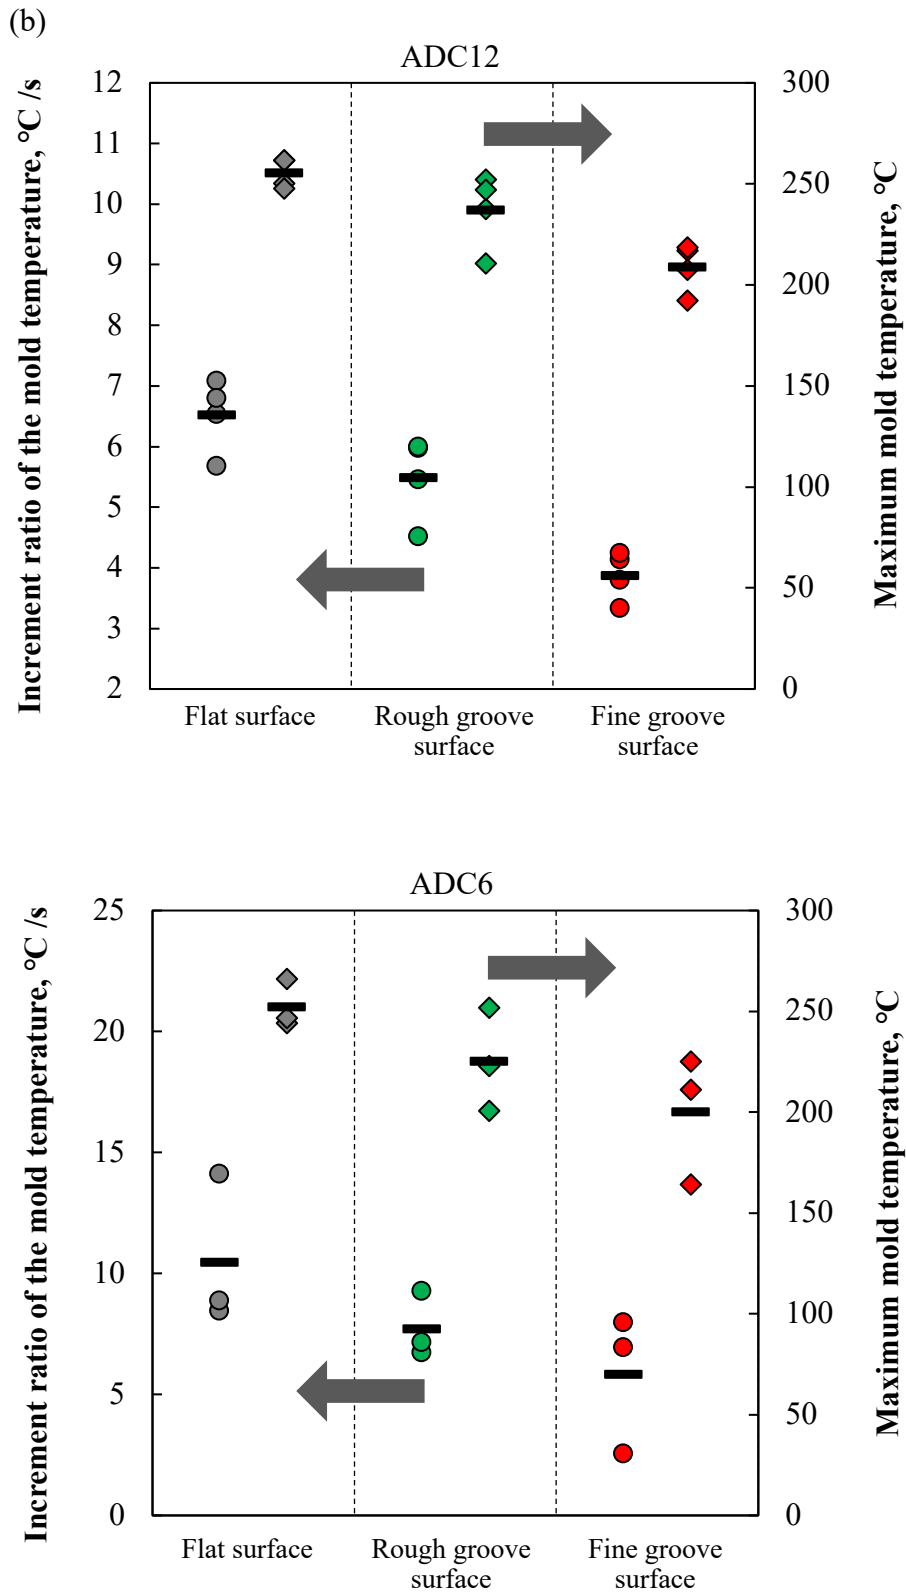 (b)
ADC12
Increment ratio of the mold temperature, °C /s
12
11
10
9
8
7
6
5
4
3
2
300
250
200
150
100
50
0
Maximum mold temperature, °C
Flat surface
Rough groove
surface
Fine groove
surface
ADC6
Increment ratio of the mold temperature, °C /s
25
20
15
10
5
0
300
250
200
150
100
50
0
Maximum mold temperature, °C
Flat surface
Rough groove
surface
Fine groove
surface